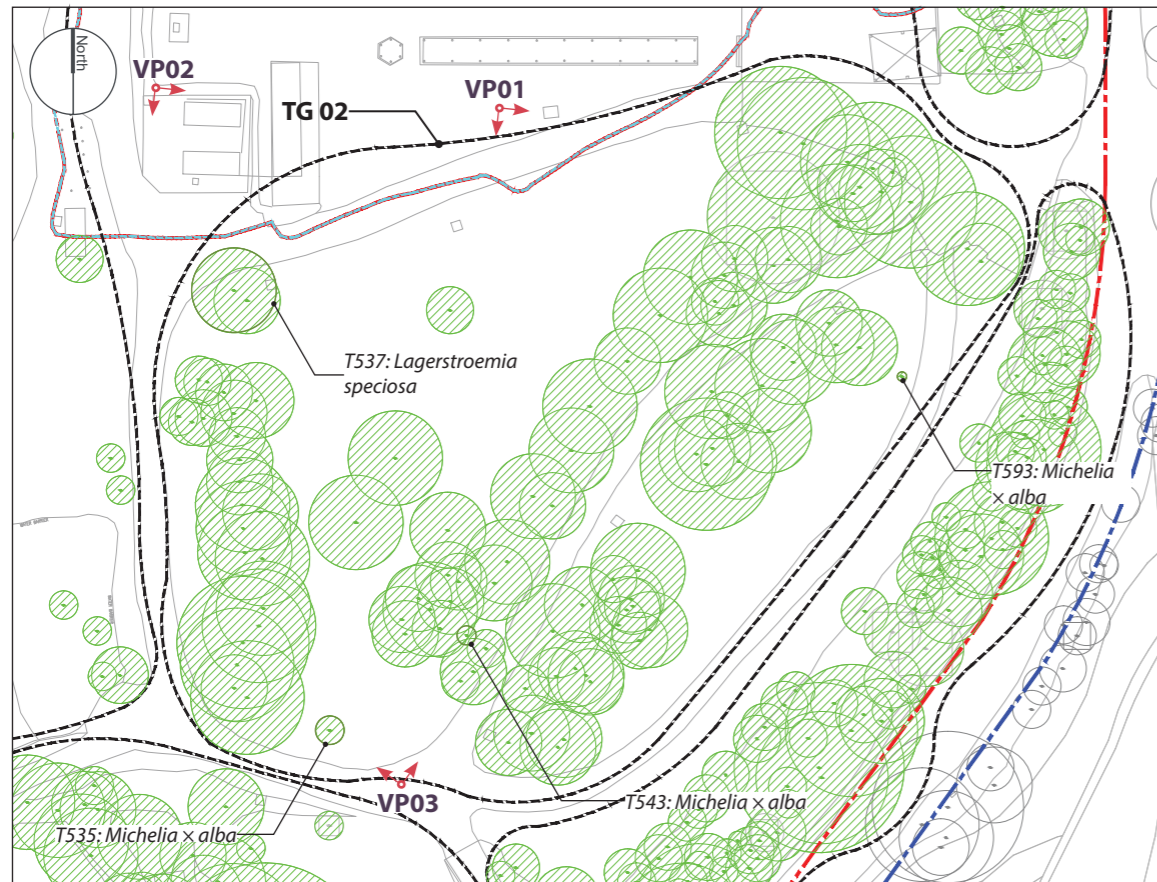 North
VP02
VP01
TG 02
T537: Lagerstroemia
speciosa
T593: Michelia
× alba
VP03
T543: Michelia × alba
T535: Michelia × alba